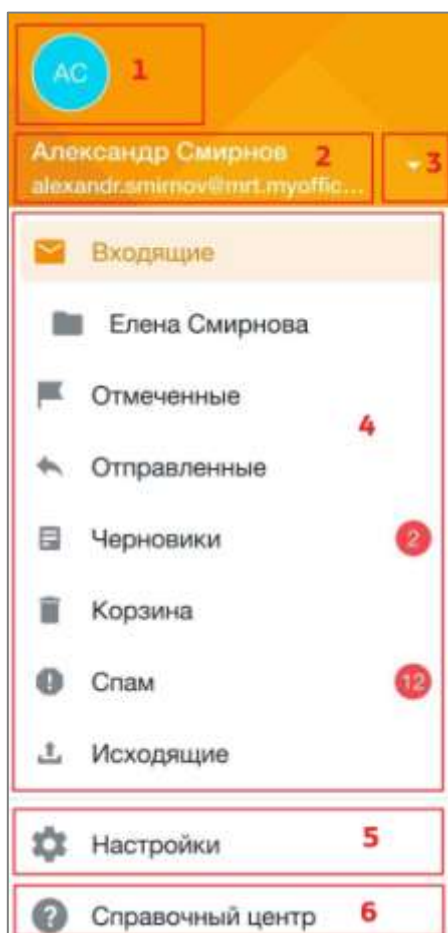 АС 1
Александр Смирнов 2
alexandr.smirnov@mrt.myoffic... 3
Входящие
Елена Смирнова
Отмеченные
4
Отправленные
Черновики 2
Корзина
Спам 12
Исходящие
Настройки 5
Справочный центр 6